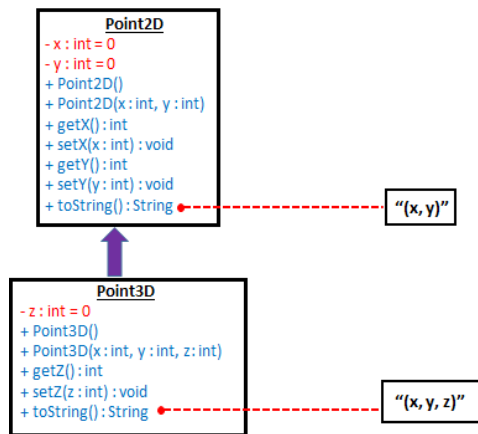 Point2D
- x : int = 0
- y : int = 0
+ Point2D()
+ Point2D(x : int, y : int)
+ getX() : int
+ setX(x : int) : void
+ getY() : int
+ setY(y : int) : void
+ toString() : String
“(x, y)”
Point3D
- z : int = 0
+ Point3D()
+ Point3D(x : int, y : int, z: int)
+ getZ() : int
+ setZ(z : int) : void
+ toString() : String
“(x, y, z)”